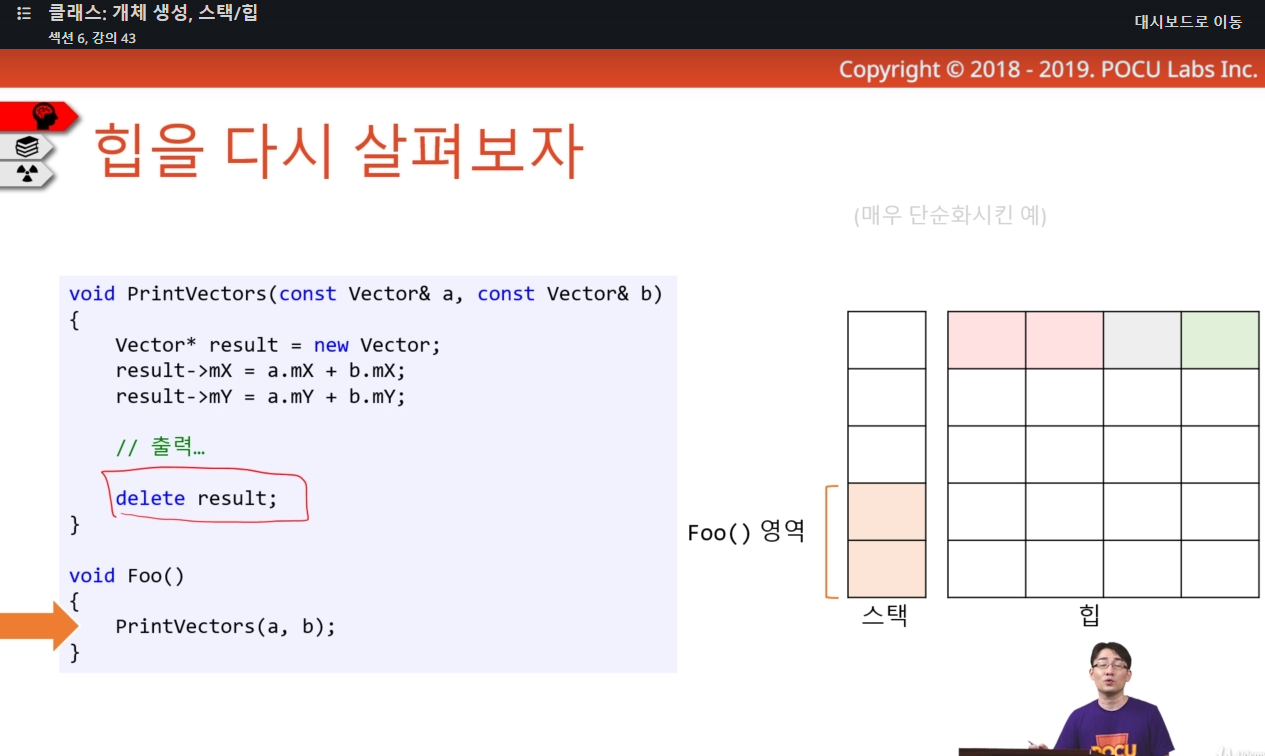 클래스: 개체 생성, 스택/힙
섹션 6, 강의 43
대시보드로 이동
Copyright © 2018 - 2019. POCU Labs Inc.
힙을 다시 살펴보자
(매우 단순화시킨 예)
void PrintVectors(const Vector& a, const Vector& b)
{
    Vector* result = new Vector;
    result->mX = a.mX + b.mX;
    result->mY = a.mY + b.mY;
    // 출력…
    delete result;
}
void Foo()
{
    PrintVectors(a, b);
}
Foo() 영역
스택
힙
POCU